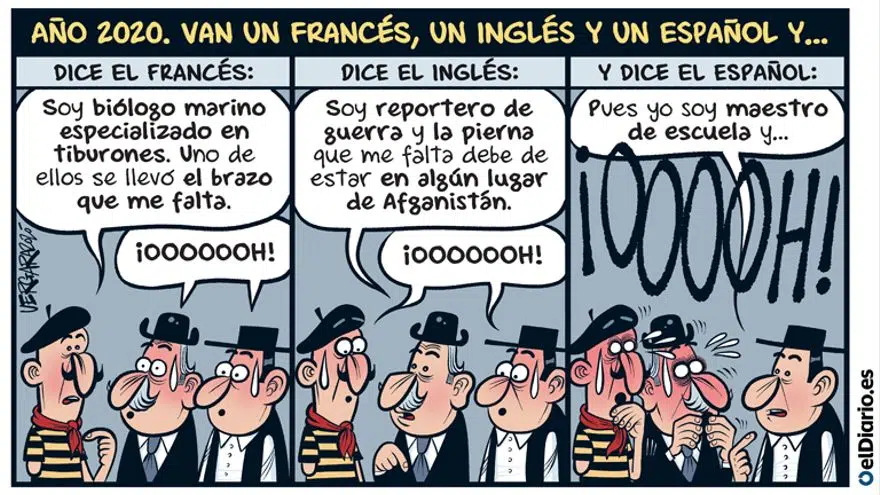 AÑO 2020. VAN UN FRANCÉS, UN INGLÉS Y UN ESPAÑOL Y...
DICE EL FRANCÉS:
Soy biólogo marino
especializado en
tiburones. Uno de
ellos se llevó el brazo
que me falta.
¡OOOOOOH!
VERGARA
DICE EL INGLÉS:
Soy reportero de
guerra y la pierna
que me falta debe de
estar en algún lugar
de Afganistán.
¡OOOOOOH!
Y DICE EL ESPAÑOL:
Pues yo soy maestro
de escuela y...
¡OOOOH!
elDiario.es